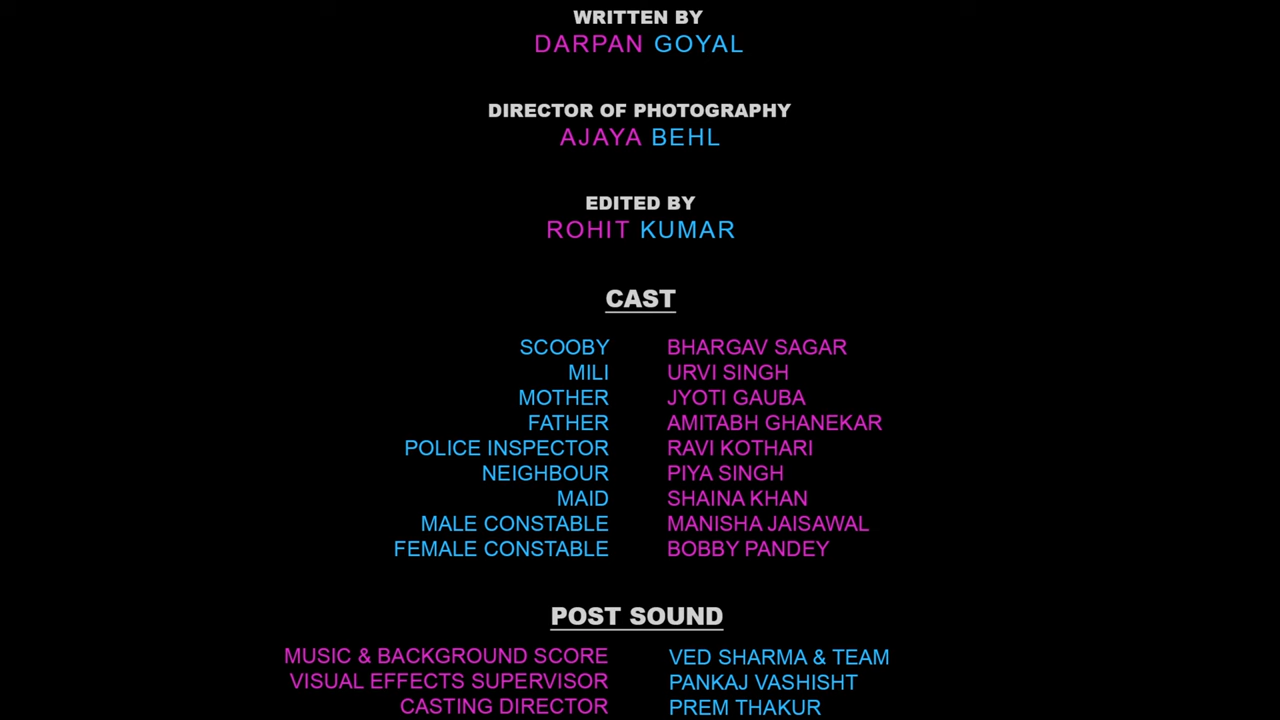 WRITTEN BY
DARPAN GOYAL
DIRECTOR OF PHOTOGRAPHY
AJAYA BEHL
EDITED BY
ROHIT KUMAR
CAST
SCOOBY BHARGAV SAGAR
MILI URVI SINGH
MOTHER JYOTI GAUBA
FATHER AMITABH GHANEKAR
POLICE INSPECTOR RAVI KOTHARI
NEIGHBOUR PIYA SINGH
MAID SHAINA KHAN
MALE CONSTABLE MANISHA JAISAWAL
FEMALE CONSTABLE BOBBY PANDEY
POST SOUND
MUSIC & BACKGROUND SCORE VED SHARMA & TEAM
VISUAL EFFECTS SUPERVISOR PANKAJ VASHISHT
CASTING DIRECTOR PREM THAKUR